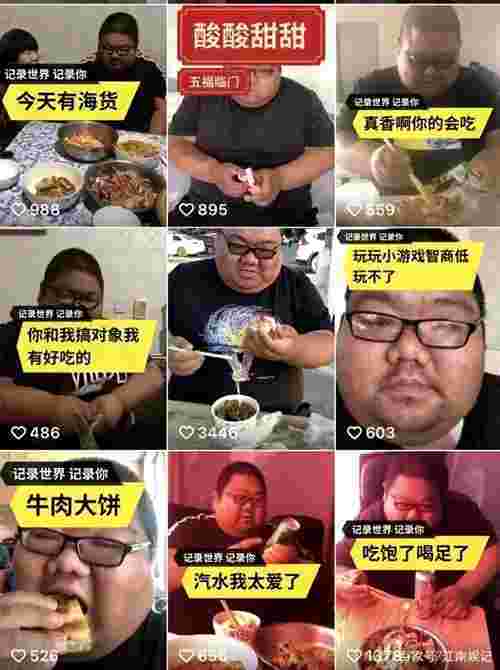 酸酸甜甜
五福临门
记录世界 记录你
今天有海货
986
895
记录世界 记录你
真香啊你的会吃
559
记录世界 记录你
你和我搞对象我
有好吃的
486
3446
记录世界 记录你
玩玩小游戏智商低
玩不了
603
记录世界 记录你
牛肉大饼
526
记录世界 记录你
汽水我太爱了
656
记录世界 记录你
吃饱了喝足了
1378
号/江南娱记